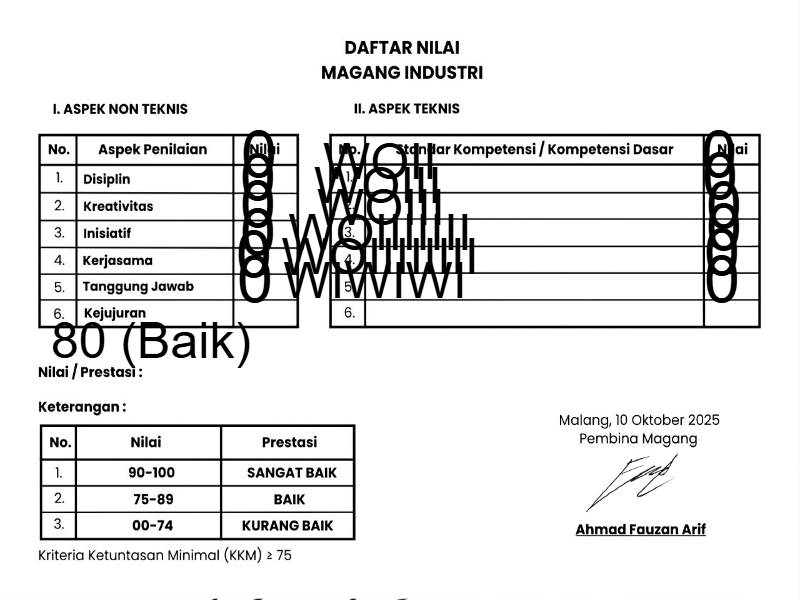 DAFTAR NILAI
MAGANG INDUSTRI
I. ASPEK NON TEKNIS
II. ASPEK TEKNIS
No. Aspek Penilaian Nilai
1. Disiplin 0
2. Kreativitas 0
3. Inisiatif 0
4. Kerjasama 0
5. Tanggung Jawab 0
6. Kejujuran 0
No. Standar Kompetensi / Kompetensi Dasar Nilai
1. 0
2. 0
3. 0
4. 0
5. WIWIWI 0
6.
80 (Baik)
Nilai / Prestasi :
Keterangan :
No. Nilai Prestasi
1. 90-100 SANGAT BAIK
2. 75-89 BAIK
3. 00-74 KURANG BAIK
Kriteria Ketuntasan Minimal (KKM) ≥ 75
Malang, 10 Oktober 2025
Pembina Magang
Ahmad Fauzan Arif